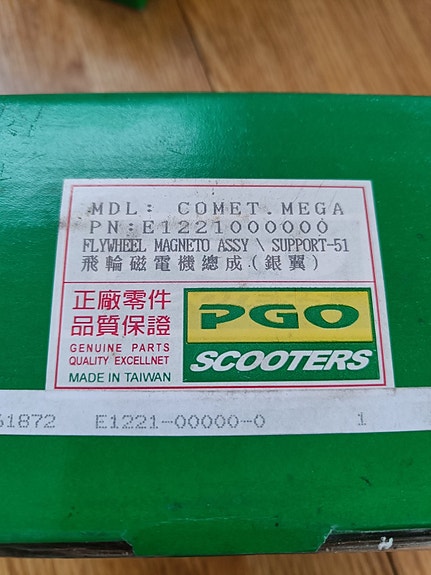 MDL: COMET.MEGA
PN:E1221000000
FLYWHEEL MAGNETO ASSY \ SUPPORT-51
飛輪磁電機總成(銀翼)
正廠零件
品質保證
GENUINE PARTS
QUALITY EXCELLNET
MADE IN TAIWAN
PGO
SCOOTERS
61872 E1221-00000-0 1